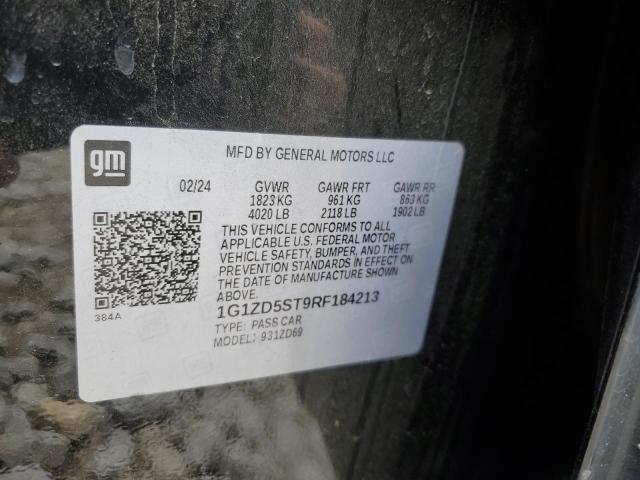 gm
MFD BY GENERAL MOTORS LLC
02/24 GVWR GAWR FRT GAWR RR
1823 KG 961 KG 863 KG
4020 LB 2118 LB 1902 LB
THIS VEHICLE CONFORMS TO ALL
APPLICABLE U.S. FEDERAL MOTOR
VEHICLE SAFETY, BUMPER, AND THEFT
PREVENTION STANDARDS IN EFFECT ON
THE DATE OF MANUFACTURE SHOWN
ABOVE.
384A
1G1ZD5ST9RF184213
TYPE: PASS CAR
MODEL: 931ZD69